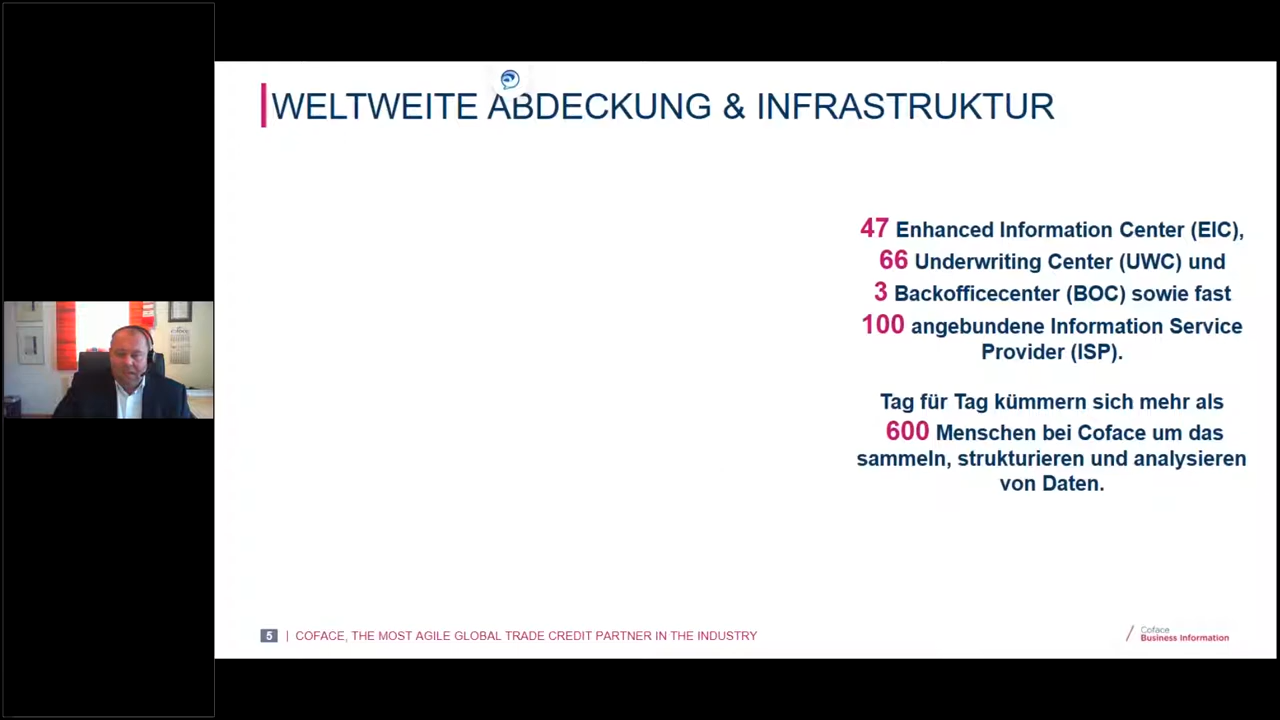 WELTWEITE ABDECKUNG & INFRASTRUKTUR
47 Enhanced Information Center (EIC),
66 Underwriting Center (UWC) und
3 Backofficecenter (BOC) sowie fast
100 angebundene Information Service
Provider (ISP).
Tag für Tag kümmern sich mehr als
600 Menschen bei Coface um das
sammeln, strukturieren und analysieren
von Daten.
5 | COFACE, THE MOST AGILE GLOBAL TRADE CREDIT PARTNER IN THE INDUSTRY
Coface
Business Information